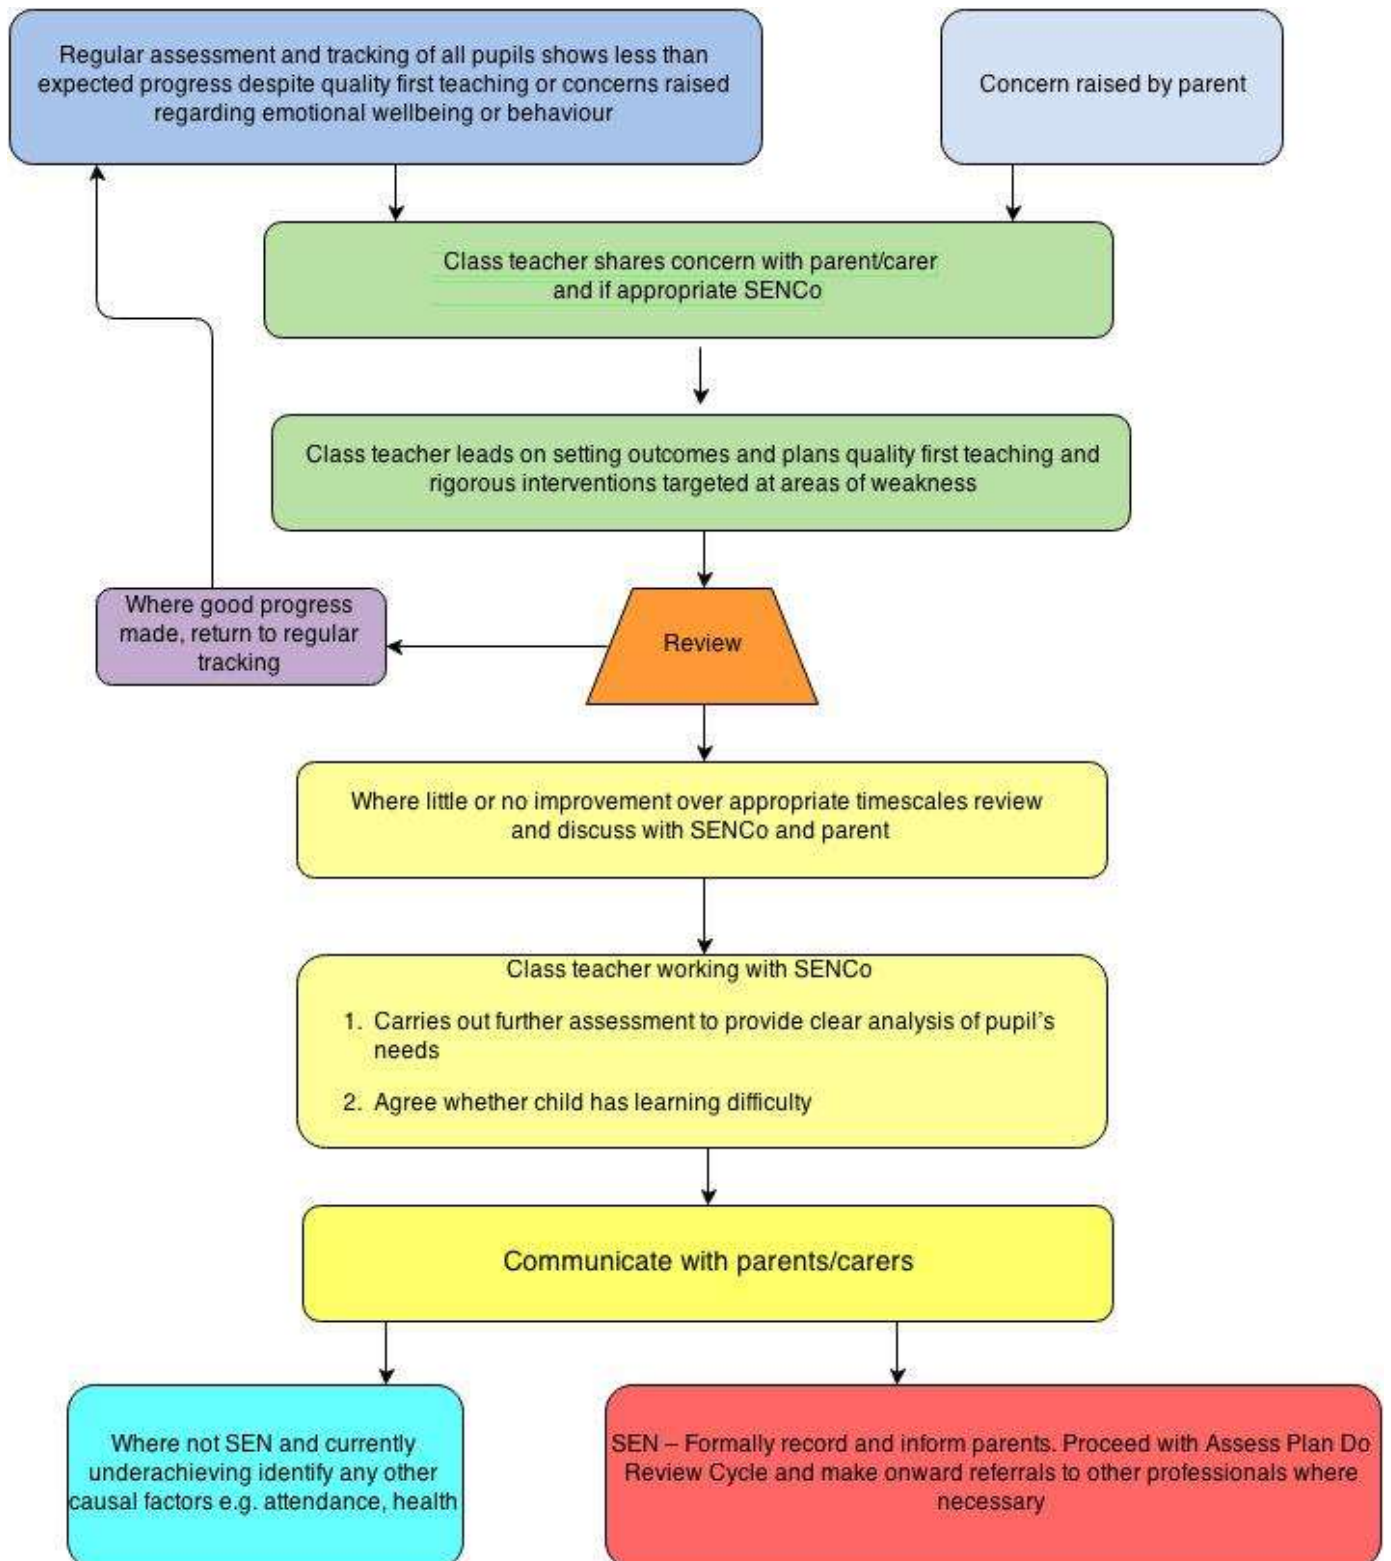 Regular assessment and tracking of all pupils shows less than
expected progress despite quality first teaching or concerns raised
regarding emotional wellbeing or behaviour
Concern raised by parent
Class teacher shares concern with parent/carer
and if appropriate SENCo
Class teacher leads on setting outcomes and plans quality first teaching and
rigorous interventions targeted at areas of weakness
Where good progress
made, return to regular
tracking
Review
Where little or no improvement over appropriate timescales review
and discuss with SENCo and parent
Class teacher working with SENCo
1. Carries out further assessment to provide clear analysis of pupil's
needs
2. Agree whether child has learning difficulty
Communicate with parents/carers
Where not SEN and currently
underachieving identify any other
causal factors e.g. attendance, health
SEN – Formally record and inform parents. Proceed with Assess Plan Do
Review Cycle and make onward referrals to other professionals where
necessary